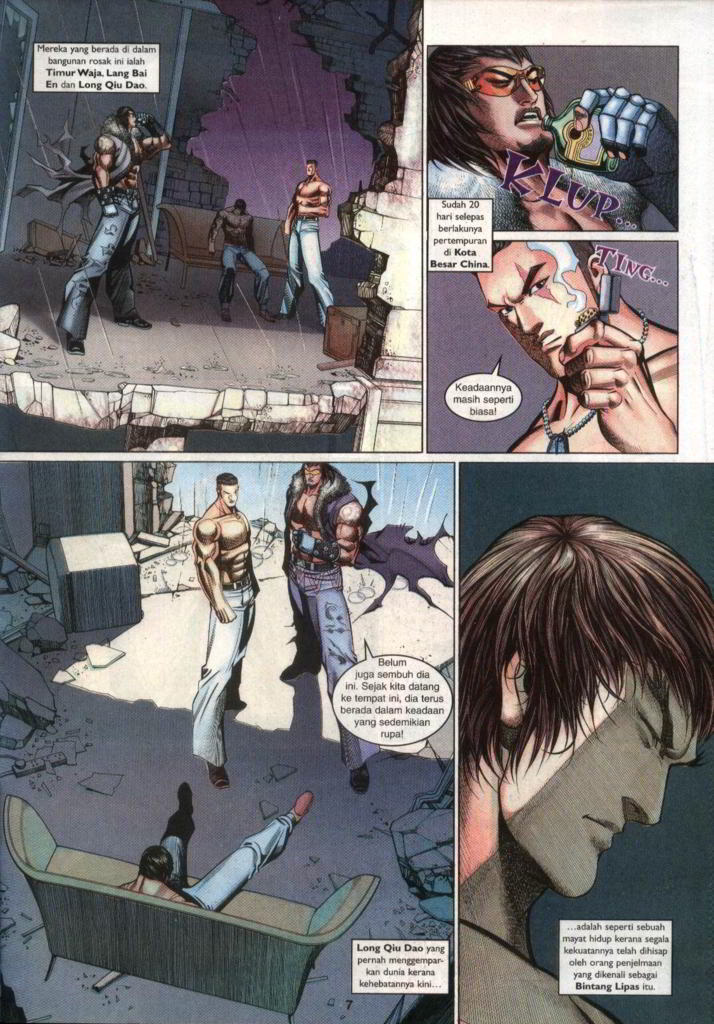 Mereka yang berada di dalam
bangunan rosak ini ialah
Timur Waja, Lang Bai
En dan Long Qiu Dao.
KLUP...
Sudah 20
hari selepas
berlakunya
pertempuran
di Kota
Besar China.
TING...
Keadaannya
masih seperti
biasa!
Belum
juga sembuh dia
ini. Sejak kita datang
ke tempat ini, dia terus
berada dalam keadaan
yang sedemikian
rupa!
Long Qiu Dao yang
pernah menggempar-
kan dunia kerana
kehebatannya kini...
...adalah seperti sebuah
mayat hidup kerana segala
kekuatannya telah dihisap
oleh orang penjelmaan
yang dikenali sebagai
Bintang Lipas itu.
7